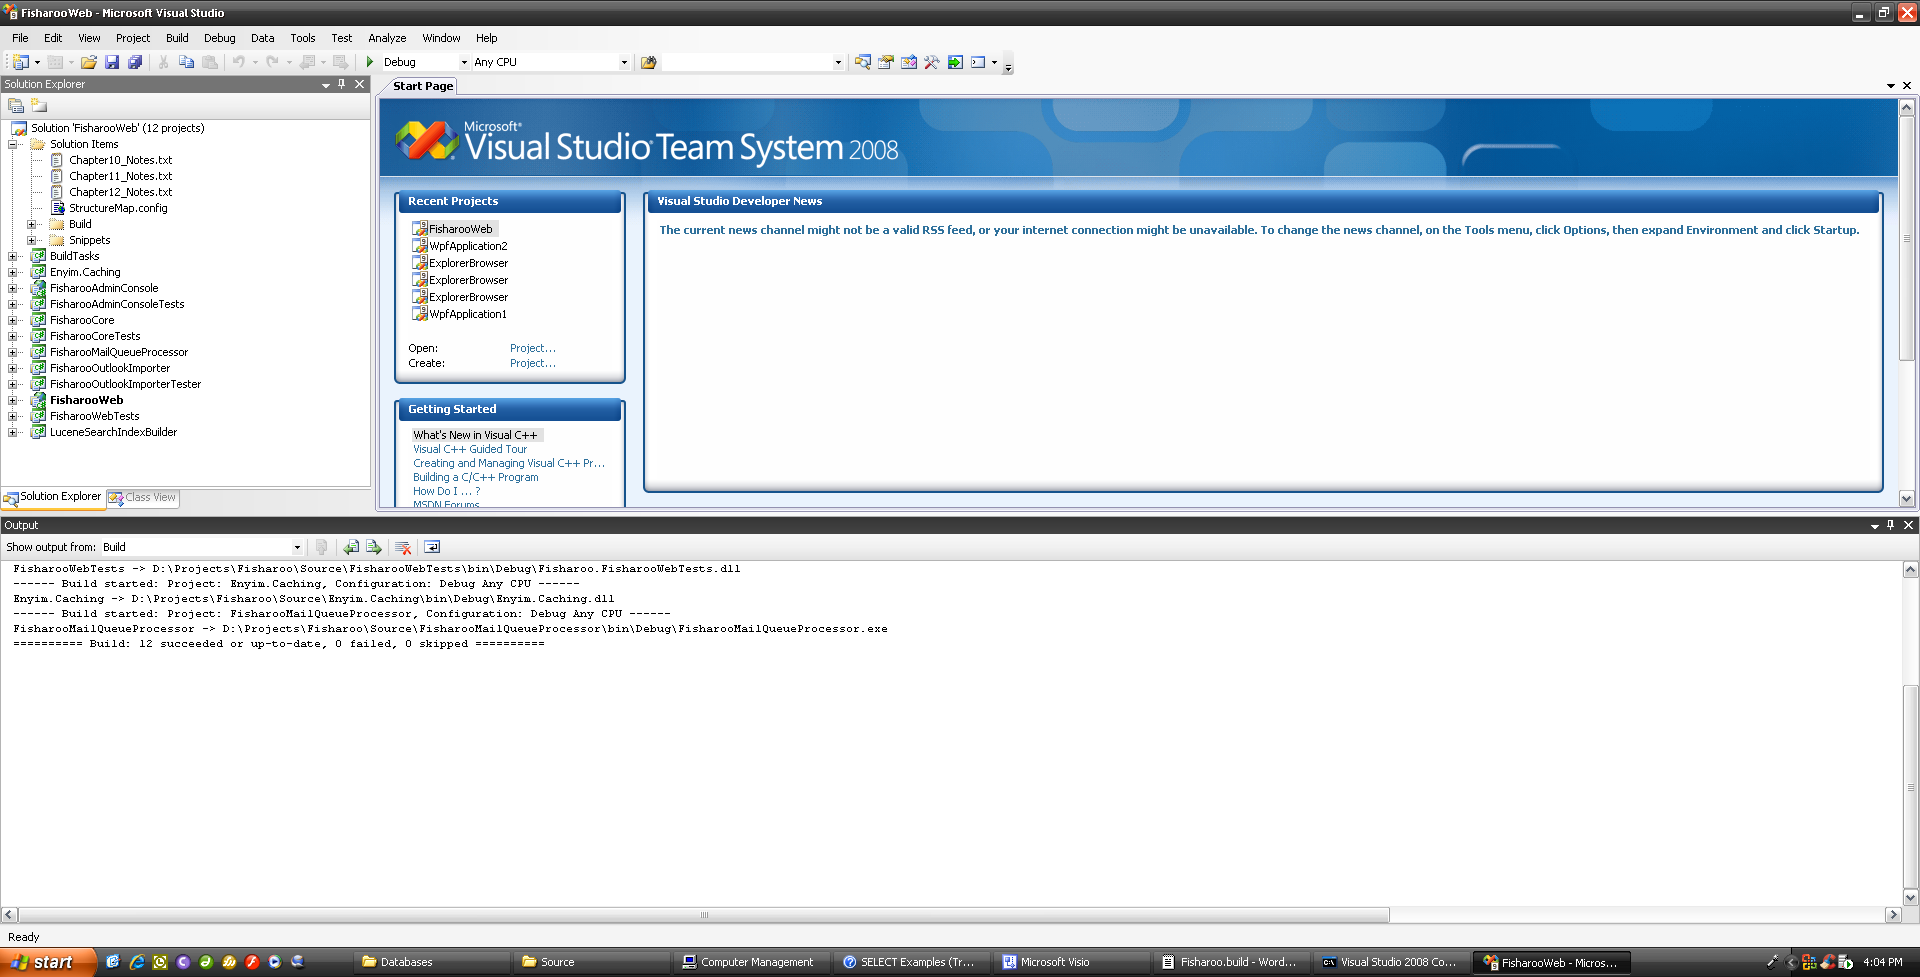 FisharooWeb - Microsoft Visual Studio
File Edit View Project Build Debug Data Tools Test Analyze Window Help
Debug Any CPU
Solution Explorer
Solution 'FisharooWeb' (12 projects)
Solution Items
Chapter10_Notes.txt
Chapter11_Notes.txt
Chapter12_Notes.txt
StructureMap.config
Build
Snippets
BuildTasks
Enyim.Caching
FisharooAdminConsole
FisharooAdminConsoleTests
FisharooCore
FisharooCoreTests
FisharooMailQueueProcessor
FisharooOutlookImporter
FisharooOutlookImporterTester
FisharooWeb
FisharooWebTests
LuceneSearchIndexBuilder
Solution Explorer Class View
Start Page
Microsoft®
Visual Studio Team System 2008
Recent Projects
FisharooWeb
WpfApplication2
ExplorerBrowser
ExplorerBrowser
ExplorerBrowser
WpfApplication1
Open: Project...
Create: Project...
Getting Started
What's New in Visual C++
Visual C++ Guided Tour
Creating and Managing Visual C++ Pr...
Building a C/C++ Program
How Do I ... ?
MSDN Forums
Visual Studio Developer News
The current news channel might not be a valid RSS feed, or your internet connection might be unavailable. To change the news channel, on the Tools menu, click Options, then expand Environment and click Startup.
Output
Show output from: Build
FisharooWebTests -> D:\Projects\Fisharoo\Source\FisharooWebTests\bin\Debug\Fisharoo.FisharooWebTests.dll
------ Build started: Project: Enyim.Caching, Configuration: Debug Any CPU ------
Enyim.Caching -> D:\Projects\Fisharoo\Source\Enyim.Caching\bin\Debug\Enyim.Caching.dll
------ Build started: Project: FisharooMailQueueProcessor, Configuration: Debug Any CPU ------
FisharooMailQueueProcessor -> D:\Projects\Fisharoo\Source\FisharooMailQueueProcessor\bin\Debug\FisharooMailQueueProcessor.exe
========== Build: 12 succeeded or up-to-date, 0 failed, 0 skipped ==========
Ready
start Databases Source Computer Management SELECT Examples (Tr... Microsoft Visio Fisharoo.build - Word... Visual Studio 2008 Co... FisharooWeb - Micros... 4:04 PM